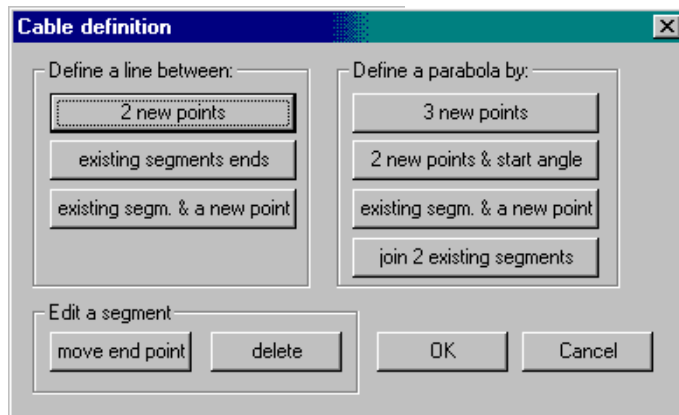 Cable definition
Define a line between:
2 new points
existing segments ends
existing segm. & a new point
Define a parabola by:
3 new points
2 new points & start angle
existing segm. & a new point
join 2 existing segments
Edit a segment
move end point
delete
OK
Cancel